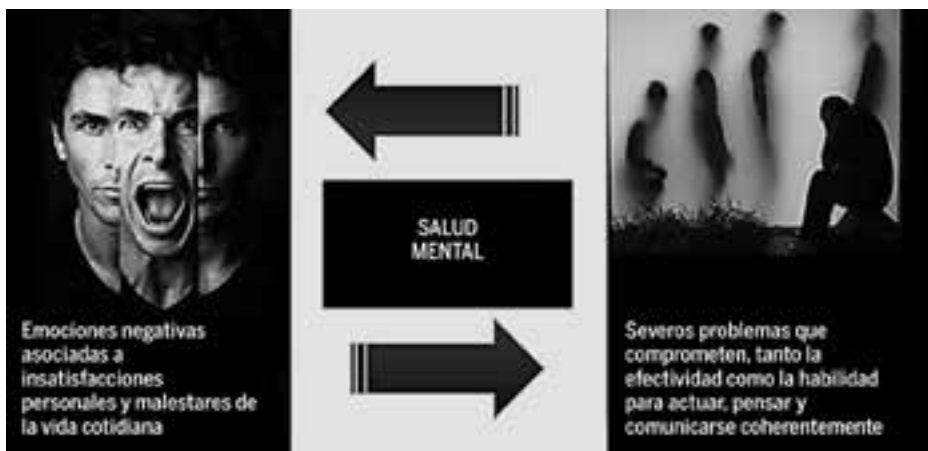 Emociones negativas
asociadas a
insatisfacciones
personales y malestares de
la vida cotidiana
SALUD
MENTAL
Severos problemas que
comprometen, tanto la
efectividad como la habilidad
para actuar, pensar y
comunicarse coherentemente